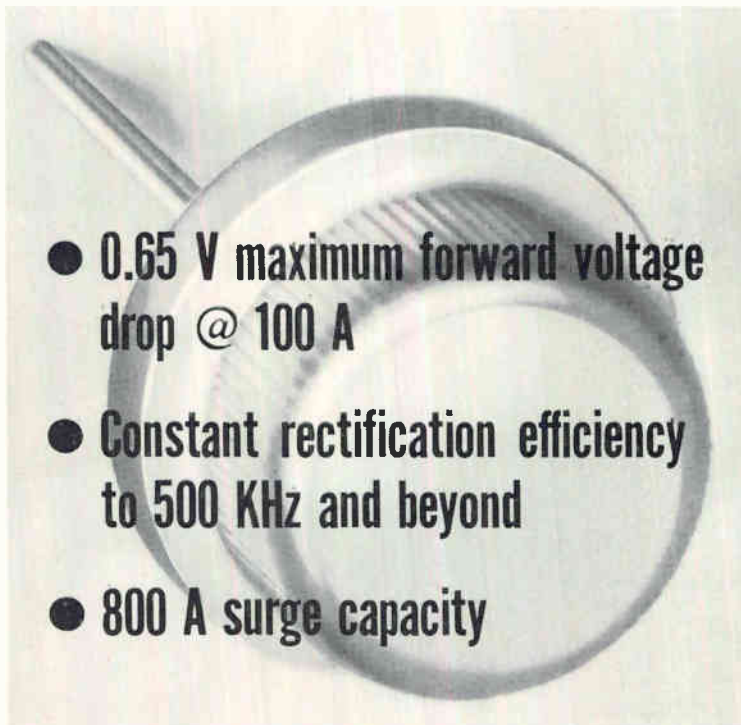 ● 0.65 V maximum forward voltage
drop @ 100 A
● Constant rectification efficiency
to 500 KHz and beyond
● 800 A surge capacity